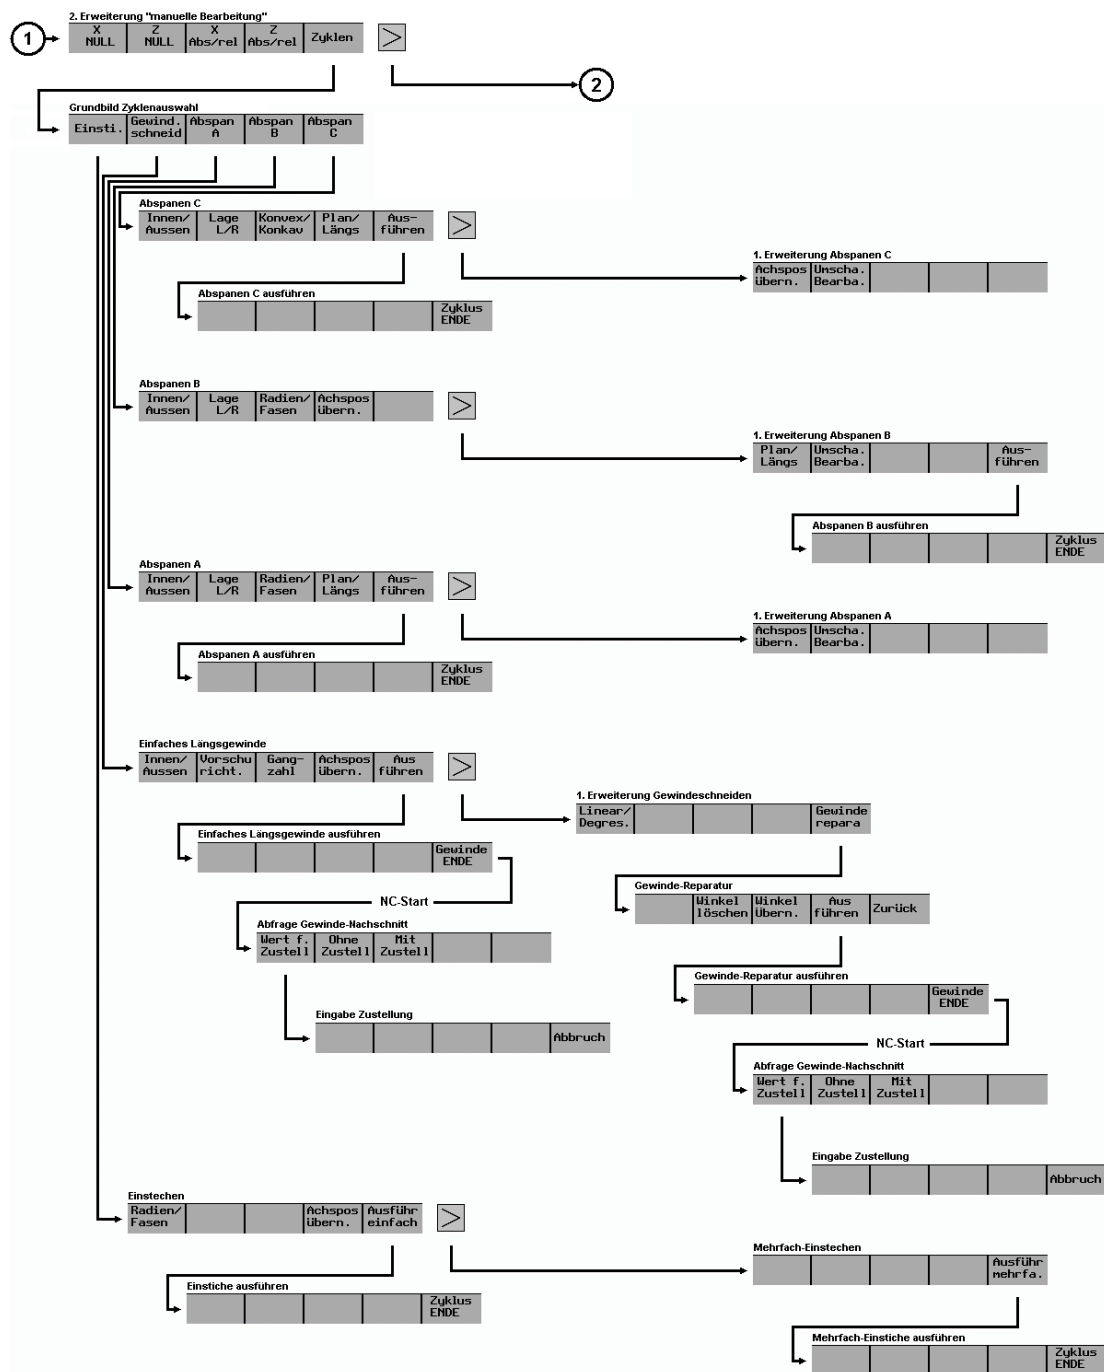 2. Erweiterung "manuelle Bearbeitung"
1
X NULL
Z NULL
X Abs/rel
Z Abs/rel
Zyklen
>
2
Grundbild Zyklenauswahl
Einsti.
Gewind. schneid
Abspan A
Abspan B
Abspan C
Abspanen C
Innen/ Aussen
Lage L/R
Konvex/ Konkav
Plan/ Längs
Aus- führen
>
1. Erweiterung Abspanen C
Achspos übern.
Umscha. Bearba.
Abspanen C ausführen
Zyklus ENDE
Abspanen B
Innen/ Aussen
Lage L/R
Radien/ Fasen
Achspos übern.
>
1. Erweiterung Abspanen B
Plan/ Längs
Umscha. Bearba.
Aus- führen
Abspanen B ausführen
Zyklus ENDE
Abspanen A
Innen/ Aussen
Lage L/R
Radien/ Fasen
Plan/ Längs
Aus- führen
>
1. Erweiterung Abspanen A
Achspos übern.
Umscha. Bearba.
Abspanen A ausführen
Zyklus ENDE
Einfaches Längsgewinde
Innen/ Aussen
Vorschu richt.
Gang- zahl
Achspos übern.
Aus führen
>
1. Erweiterung Gewindeschneiden
Linear/ Degres.
Gewinde repara
Einfaches Längsgewinde ausführen
Gewinde ENDE
NC-Start
Abfrage Gewinde-Nachschnitt
Wert f. Zustell
Ohne Zustell
Mit Zustell
Eingabe Zustellung
Abbruch
Gewinde-Reparatur
Winkel löschen
Winkel Übern.
Aus führen
Zurück
Gewinde-Reparatur ausführen
Gewinde ENDE
NC-Start
Abfrage Gewinde-Nachschnitt
Wert f. Zustell
Ohne Zustell
Mit Zustell
Eingabe Zustellung
Abbruch
Einstechen
Radien/ Fasen
Achspos übern.
Ausführ einfach
>
Mehrfach-Einstechen
Ausführ mehrfa.
Einstiche ausführen
Zyklus ENDE
Mehrfach-Einstiche ausführen
Zyklus ENDE